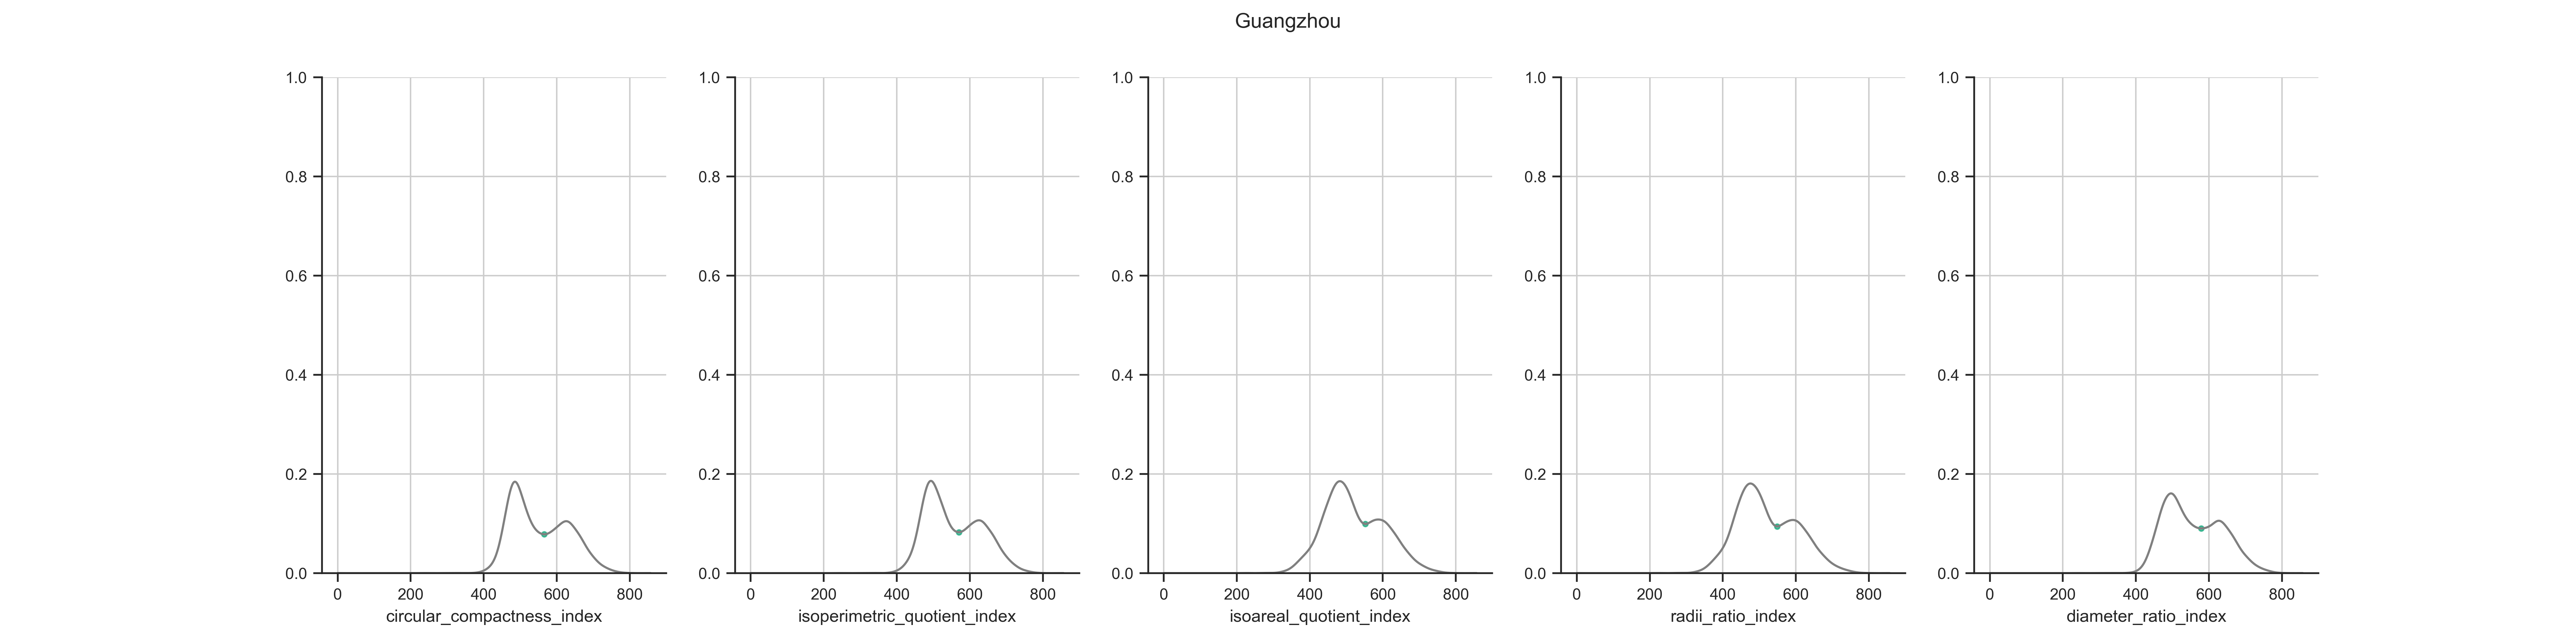 Guangzhou
1.0 1.0 1.0 1.0 1.0
0.8 0.8 0.8 0.8 0.8
0.6 0.6 0.6 0.6 0.6
0.4 0.4 0.4 0.4 0.4
0.2 0.2 0.2 0.2 0.2
0.0 0.0 0.0 0.0 0.0
0 200 400 600 800 0 200 400 600 800 0 200 400 600 800 0 200 400 600 800 0 200 400 600 800
circular_compactness_index isoperimetric_quotient_index isoareal_quotient_index radii_ratio_index diameter_ratio_index